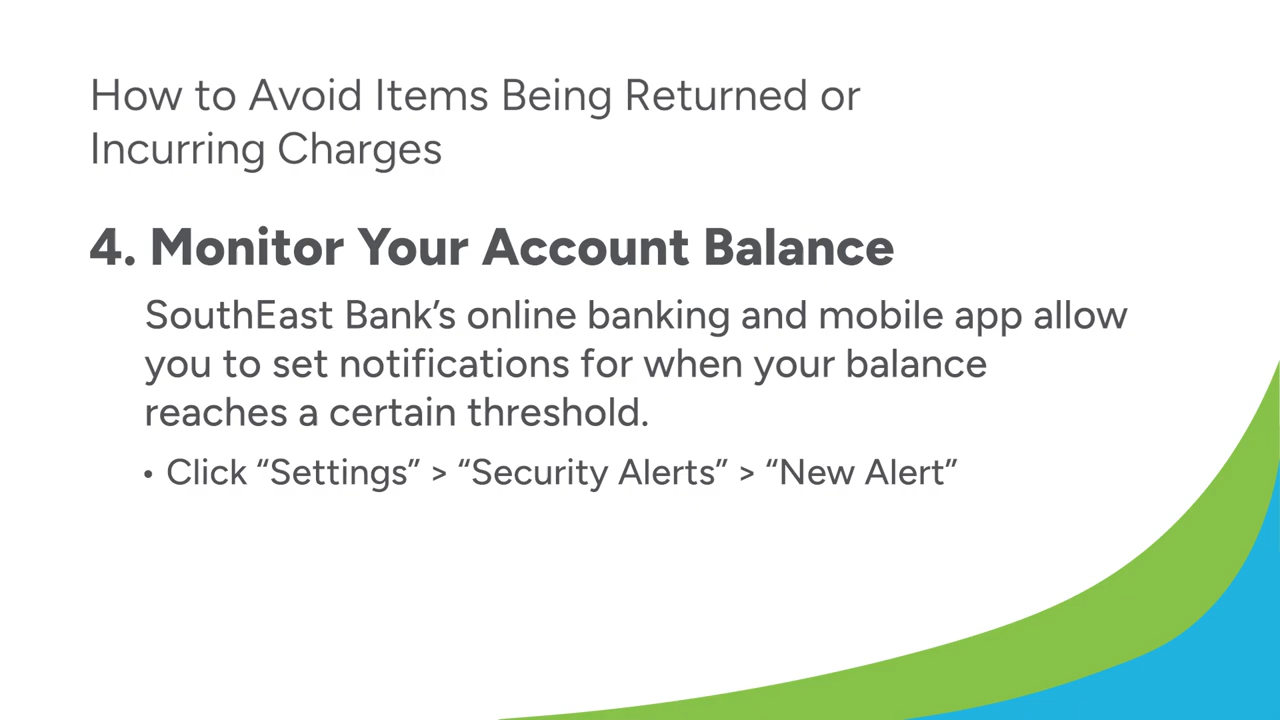 How to Avoid Items Being Returned or
Incurring Charges
4. Monitor Your Account Balance
SouthEast Bank’s online banking and mobile app allow
you to set notifications for when your balance
reaches a certain threshold.
• Click “Settings” > “Security Alerts” > “New Alert”